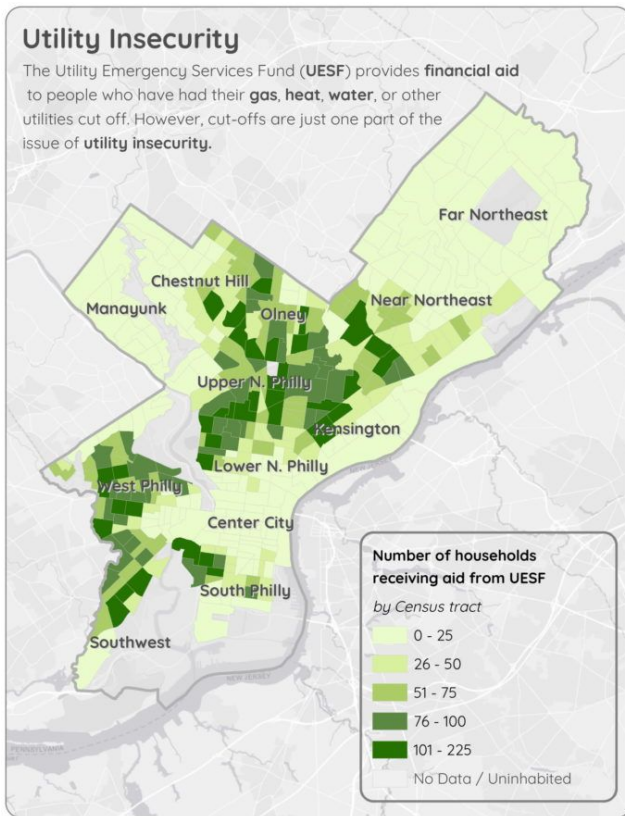 Utility Insecurity
The Utility Emergency Services Fund (UESF) provides financial aid
to people who have had their gas, heat, water, or other
utilities cut off. However, cut-offs are just one part of the
issue of utility insecurity.
Far Northeast
Chestnut Hill
Near Northeast
Manayunk
Olney
Upper N. Philly
Kensington
Lower N. Philly
West Philly
Center City
South Philly
Southwest
NEW JERSEY
PENNSYLVANIA
Number of households
receiving aid from UESF
by Census tract
0 - 25
26 - 50
51 - 75
76 - 100
101 - 225
No Data / Uninhabited